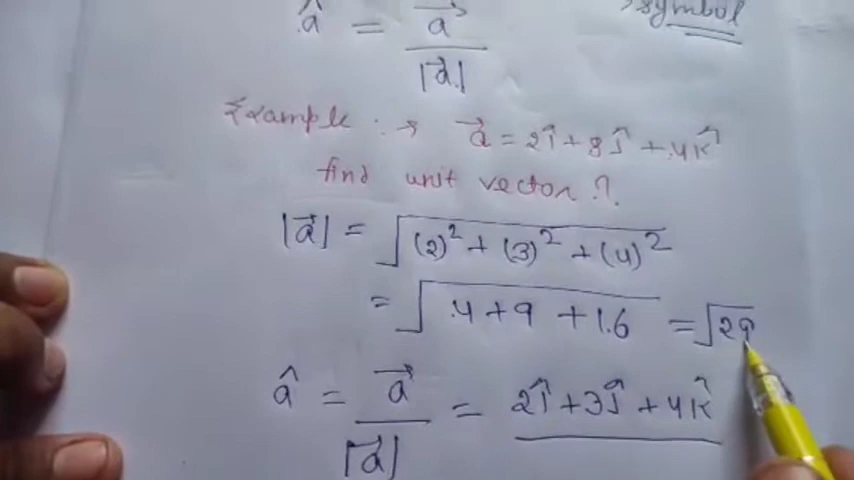 → symbol
â = a⃗ / |a⃗|
Example :→ a⃗ = 2î + 3ĵ + 4k̂
find unit vector ?
|a⃗| = √(2)² + (3)² + (4)²
= √4 + 9 + 16 = √29
â = a⃗ / |a⃗| = 2î + 3ĵ + 4k̂